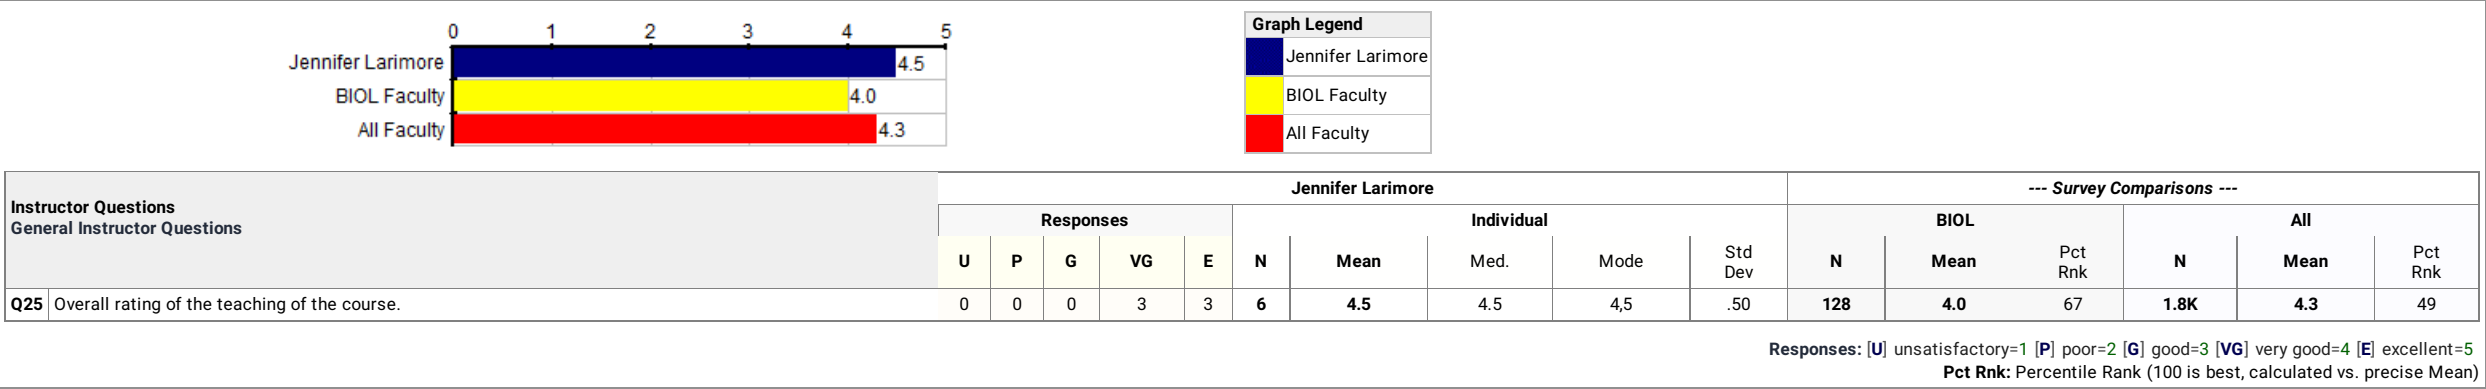 0 1 2 3 4 5
Jennifer Larimore 4.5
BIOL Faculty 4.0
All Faculty 4.3
Graph Legend
Jennifer Larimore
BIOL Faculty
All Faculty
Instructor Questions
General Instructor Questions
Jennifer Larimore --- Survey Comparisons ---
Responses Individual BIOL All
U P G VG E N Mean Med. Mode Std Dev N Mean Pct Rnk N Mean Pct Rnk
Q25 Overall rating of the teaching of the course. 0 0 0 3 3 6 4.5 4.5 4,5 .50 128 4.0 67 1.8K 4.3 49
Responses: [U] unsatisfactory=1 [P] poor=2 [G] good=3 [VG] very good=4 [E] excellent=5
Pct Rnk: Percentile Rank (100 is best, calculated vs. precise Mean)